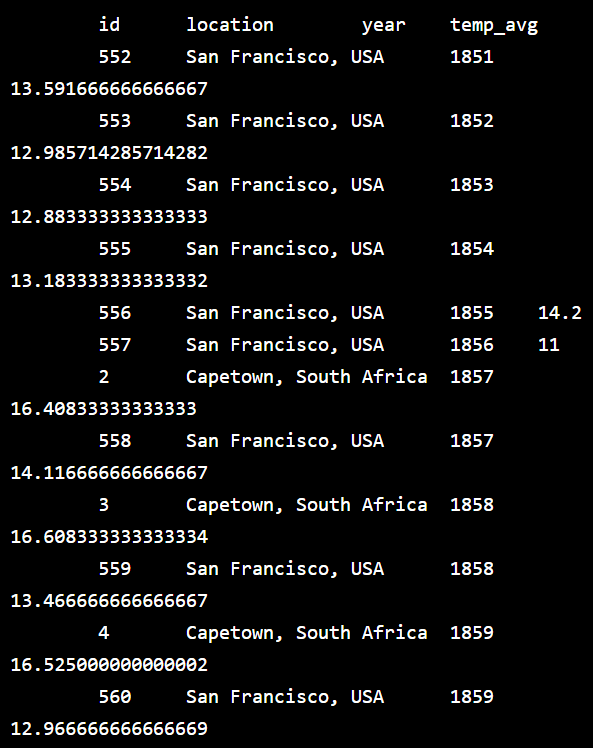 id location year temp_avg
552 San Francisco, USA 1851
13.591666666666667
553 San Francisco, USA 1852
12.985714285714282
554 San Francisco, USA 1853
12.883333333333333
555 San Francisco, USA 1854
13.183333333333332
556 San Francisco, USA 1855 14.2
557 San Francisco, USA 1856 11
2 Capetown, South Africa 1857
16.40833333333333
558 San Francisco, USA 1857
14.116666666666667
3 Capetown, South Africa 1858
16.608333333333334
559 San Francisco, USA 1858
13.466666666666667
4 Capetown, South Africa 1859
16.525000000000002
560 San Francisco, USA 1859
12.966666666666669